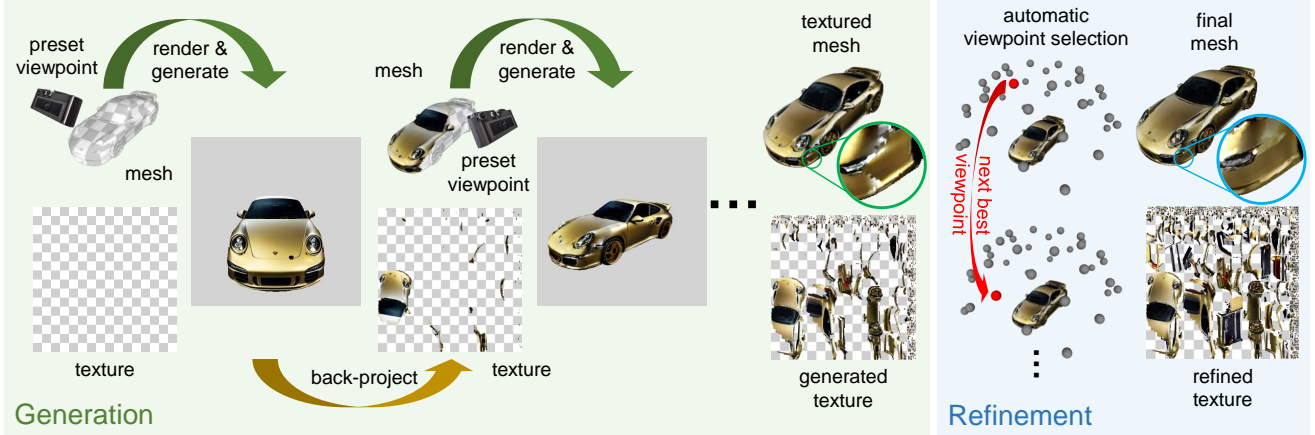 preset
viewpoint
render &
generate
mesh
texture
back-project
mesh
preset
viewpoint
render &
generate
texture
...
textured
mesh
generated
texture
Generation
automatic
viewpoint selection
next best
viewpoint
...
final
mesh
refined
texture
Refinement